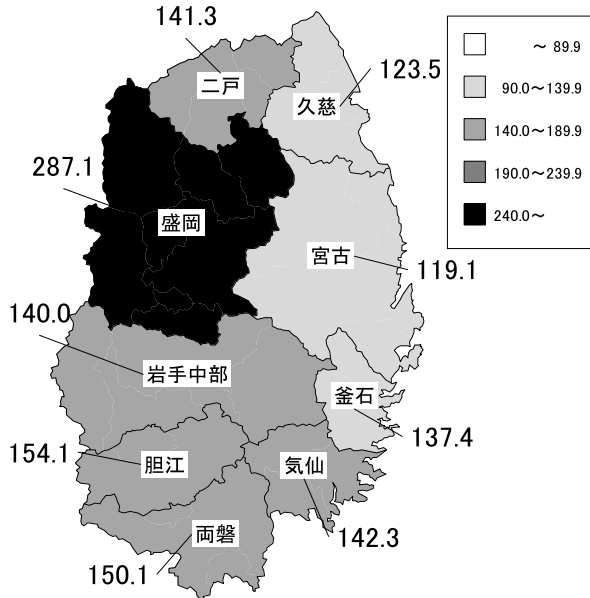 141.3
二戸
久慈
123.5
287.1
盛岡
宮古
119.1
140.0
岩手中部
釜石
137.4
154.1
胆江
気仙
142.3
両磐
150.1
～ 89.9
90.0～139.9
140.0～189.9
190.0～239.9
240.0～